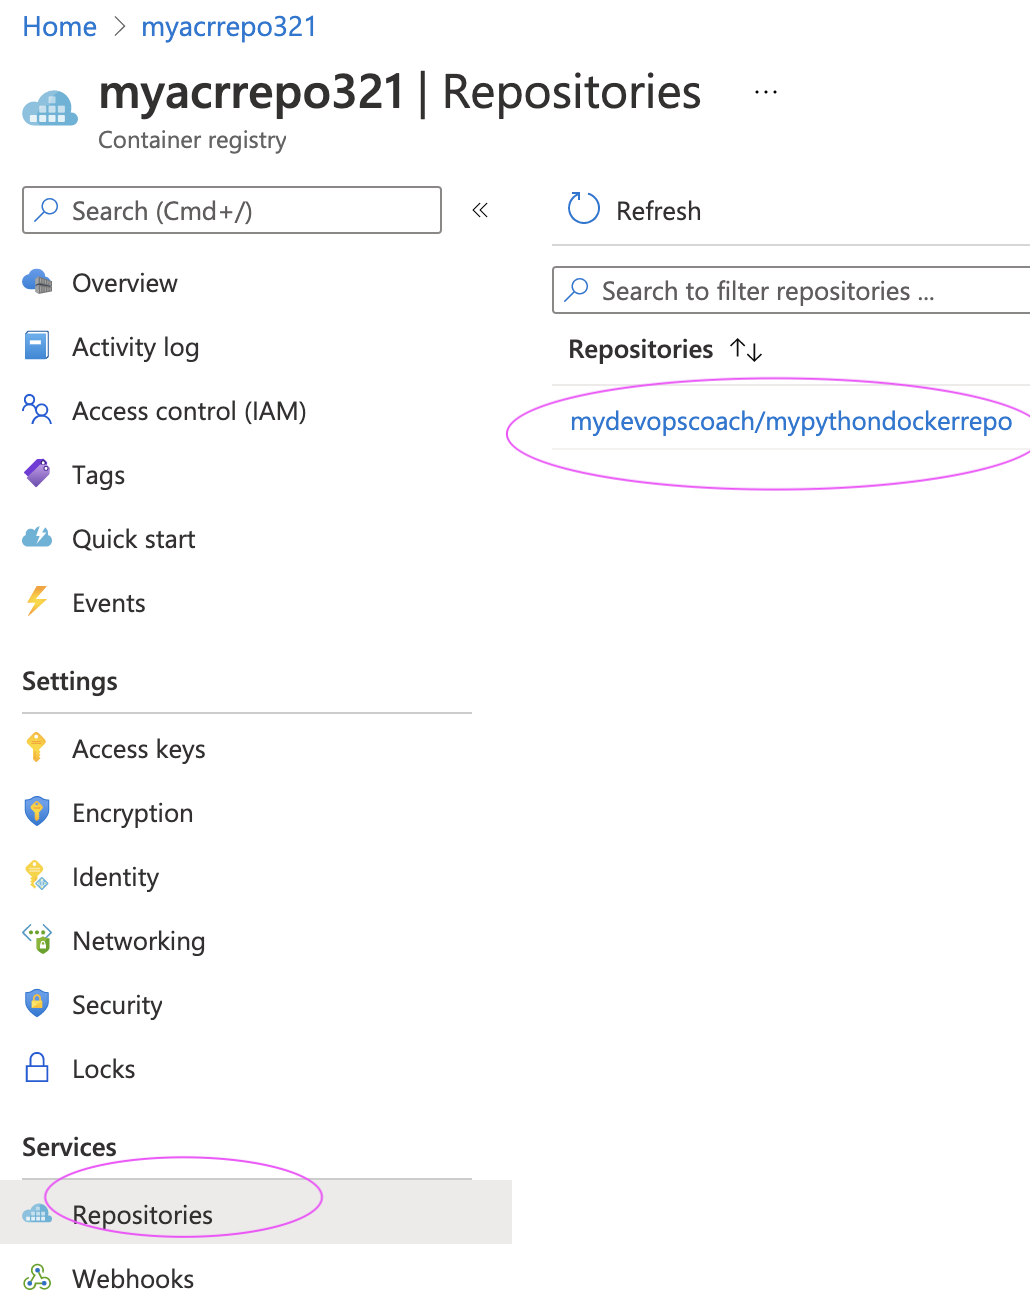 Home > myacrrepo321
myacrrepo321 | Repositories ...
Container registry
Search (Cmd+/)
«
Overview
Activity log
Access control (IAM)
Tags
Quick start
Events
Settings
Access keys
Encryption
Identity
Networking
Security
Locks
Services
Repositories
Webhooks
Refresh
Search to filter repositories ...
Repositories ↑↓
mydevopscoach/mypythondockerrepo